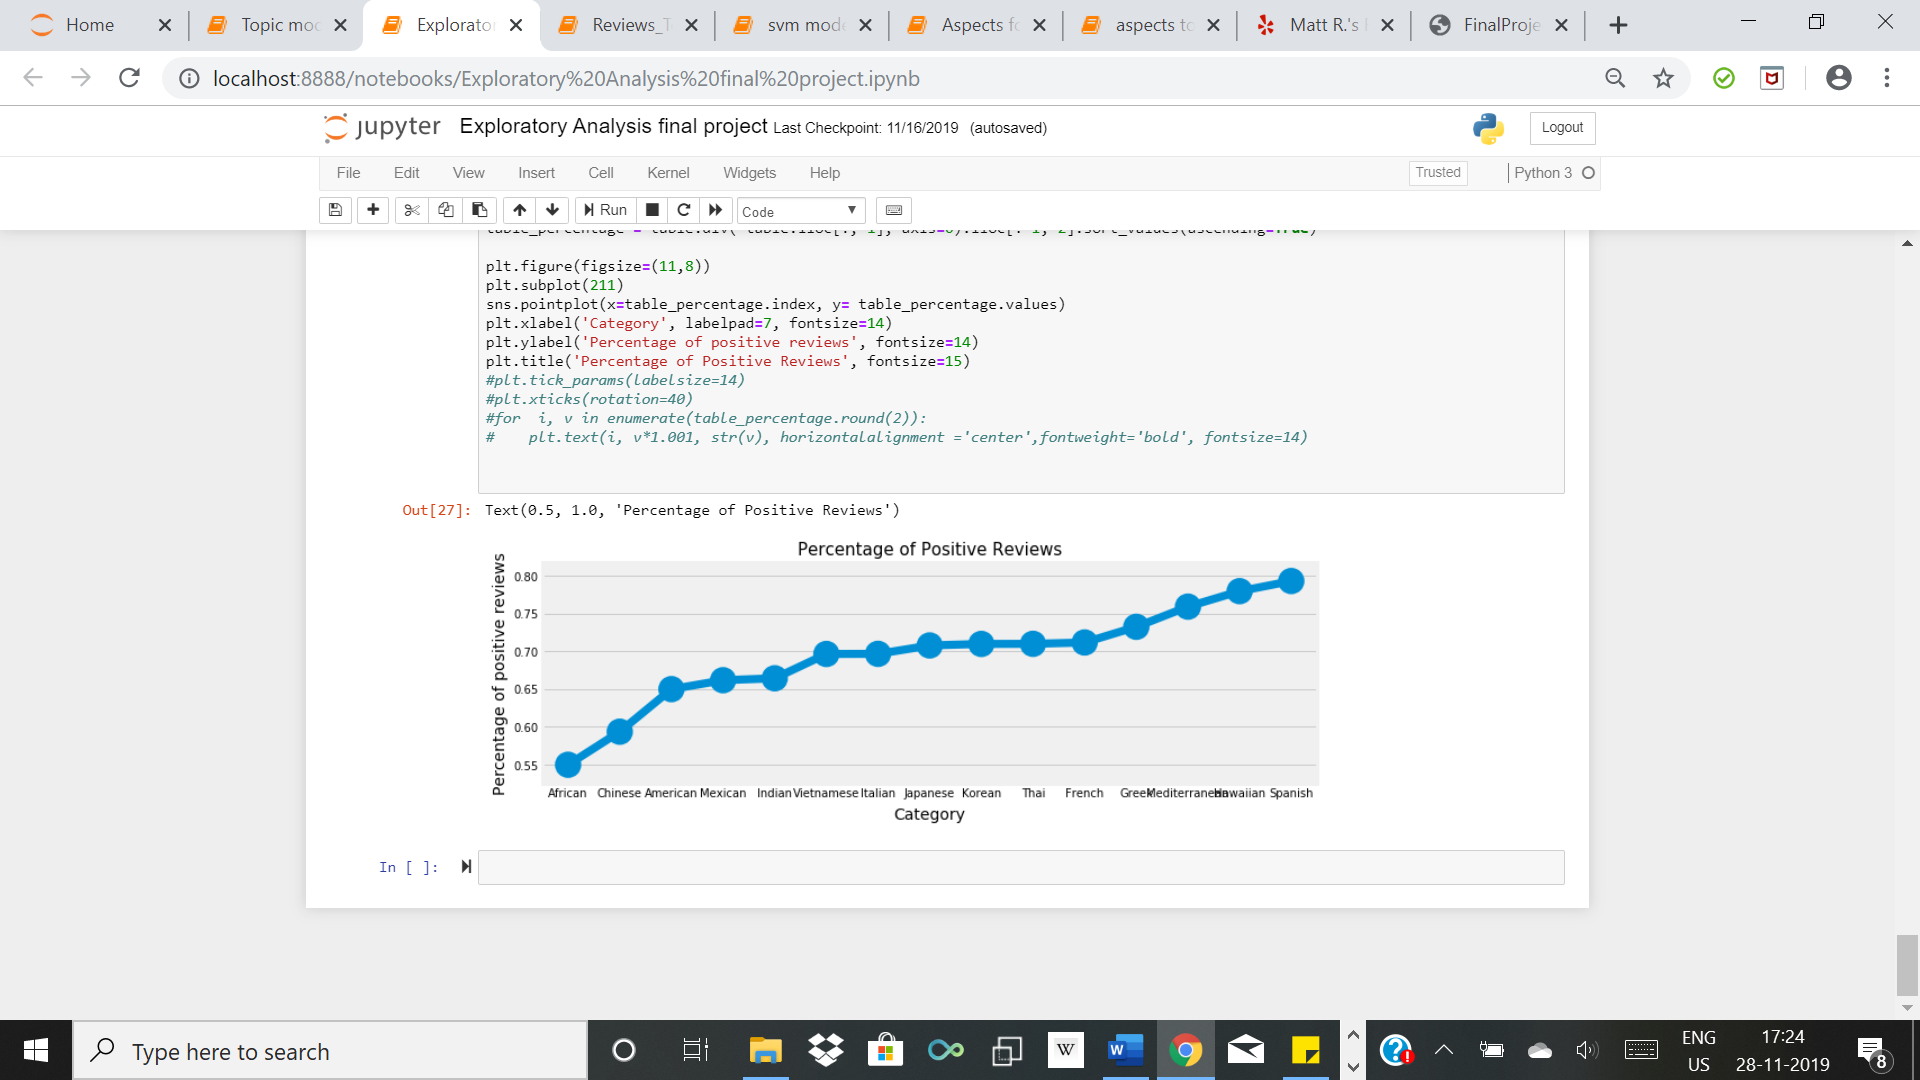 Home
Topic mod
Explorator
Reviews_T
svm mode
Aspects fo
aspects to
Matt R.'s
FinalProje
localhost:8888/notebooks/Exploratory%20Analysis%20final%20project.ipynb
jupyter Exploratory Analysis final project Last Checkpoint: 11/16/2019 (autosaved)
Logout
File Edit View Insert Cell Kernel Widgets Help
Trusted
Python 3
Run
Code
plt.figure(figsize=(11,8))
plt.subplot(211)
sns.pointplot(x=table_percentage.index, y= table_percentage.values)
plt.xlabel('Category', labelpad=7, fontsize=14)
plt.ylabel('Percentage of positive reviews', fontsize=14)
plt.title('Percentage of Positive Reviews', fontsize=15)
#plt.tick_params(labelsize=14)
#plt.xticks(rotation=40)
#for  i, v in enumerate(table_percentage.round(2)):
#    plt.text(i, v*1.001, str(v), horizontalalignment ='center',fontweight='bold', fontsize=14)
Out[27]: Text(0.5, 1.0, 'Percentage of Positive Reviews')
Percentage of Positive Reviews
Percentage of positive reviews
0.80
0.75
0.70
0.65
0.60
0.55
African Chinese American Mexican Indian Vietnamese Italian Japanese Korean Thai French Greek Mediterranean Hawaiian Spanish
Category
In [ ]:
Type here to search
W
W
ENG
US
17:24
28-11-2019
8